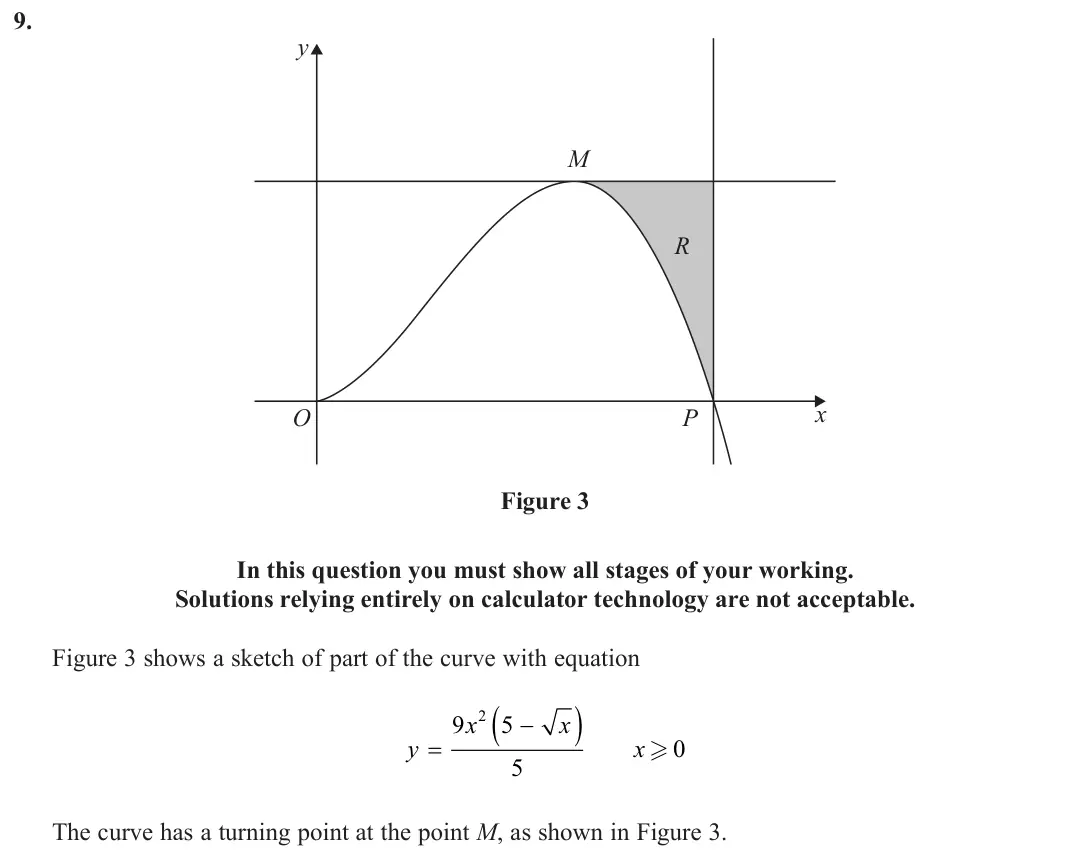 9.
y
M
R
O
P
x
Figure 3
In this question you must show all stages of your working.
Solutions relying entirely on calculator technology are not acceptable.
Figure 3 shows a sketch of part of the curve with equation
y = 9x²(5 − √x) / 5    x ⩾ 0
The curve has a turning point at the point M, as shown in Figure 3.